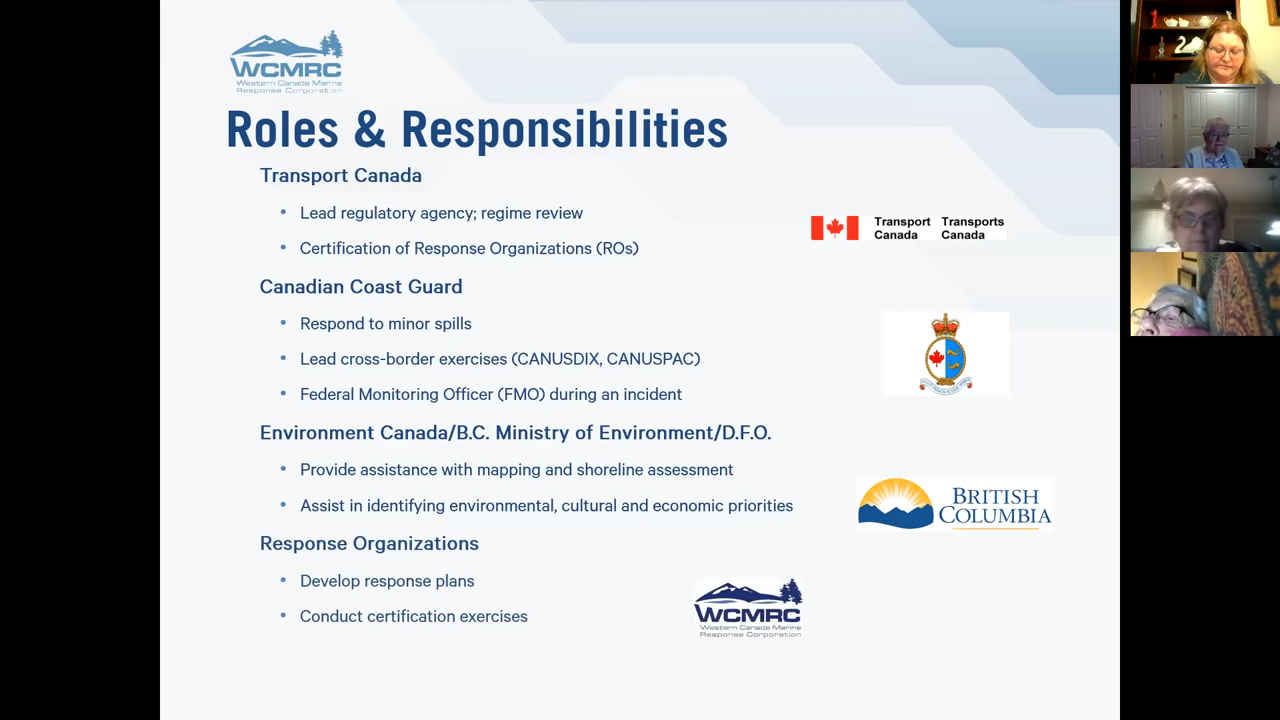 WCMRC
Western Canada Marine
Response Corporation
Roles & Responsibilities
Transport Canada
• Lead regulatory agency; regime review
• Certification of Response Organizations (ROs)
Transport Transports
Canada Canada
Canadian Coast Guard
• Respond to minor spills
• Lead cross-border exercises (CANUSDIX, CANUSPAC)
• Federal Monitoring Officer (FMO) during an incident
Environment Canada/B.C. Ministry of Environment/D.F.O.
• Provide assistance with mapping and shoreline assessment
• Assist in identifying environmental, cultural and economic priorities
BRITISH
COLUMBIA
Response Organizations
• Develop response plans
• Conduct certification exercises
WCMRC
Western Canada Marine
Response Corporation